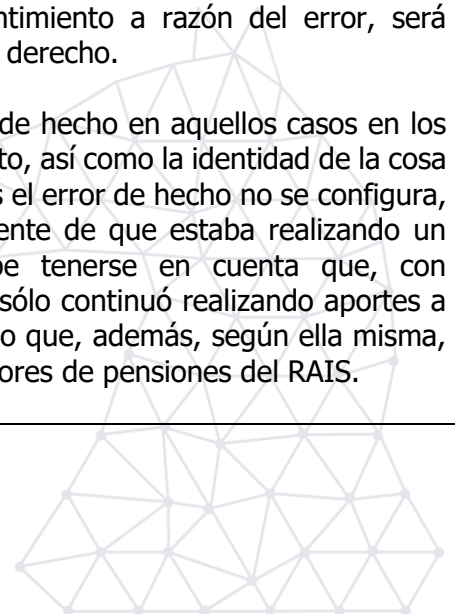 ntimiento a razón del error, será
derecho.
de hecho en aquellos casos en los
to, así como la identidad de la cosa
s el error de hecho no se configura,
ente de que estaba realizando un
be tenerse en cuenta que, con
sólo continuó realizando aportes a
o que, además, según ella misma,
ores de pensiones del RAIS.